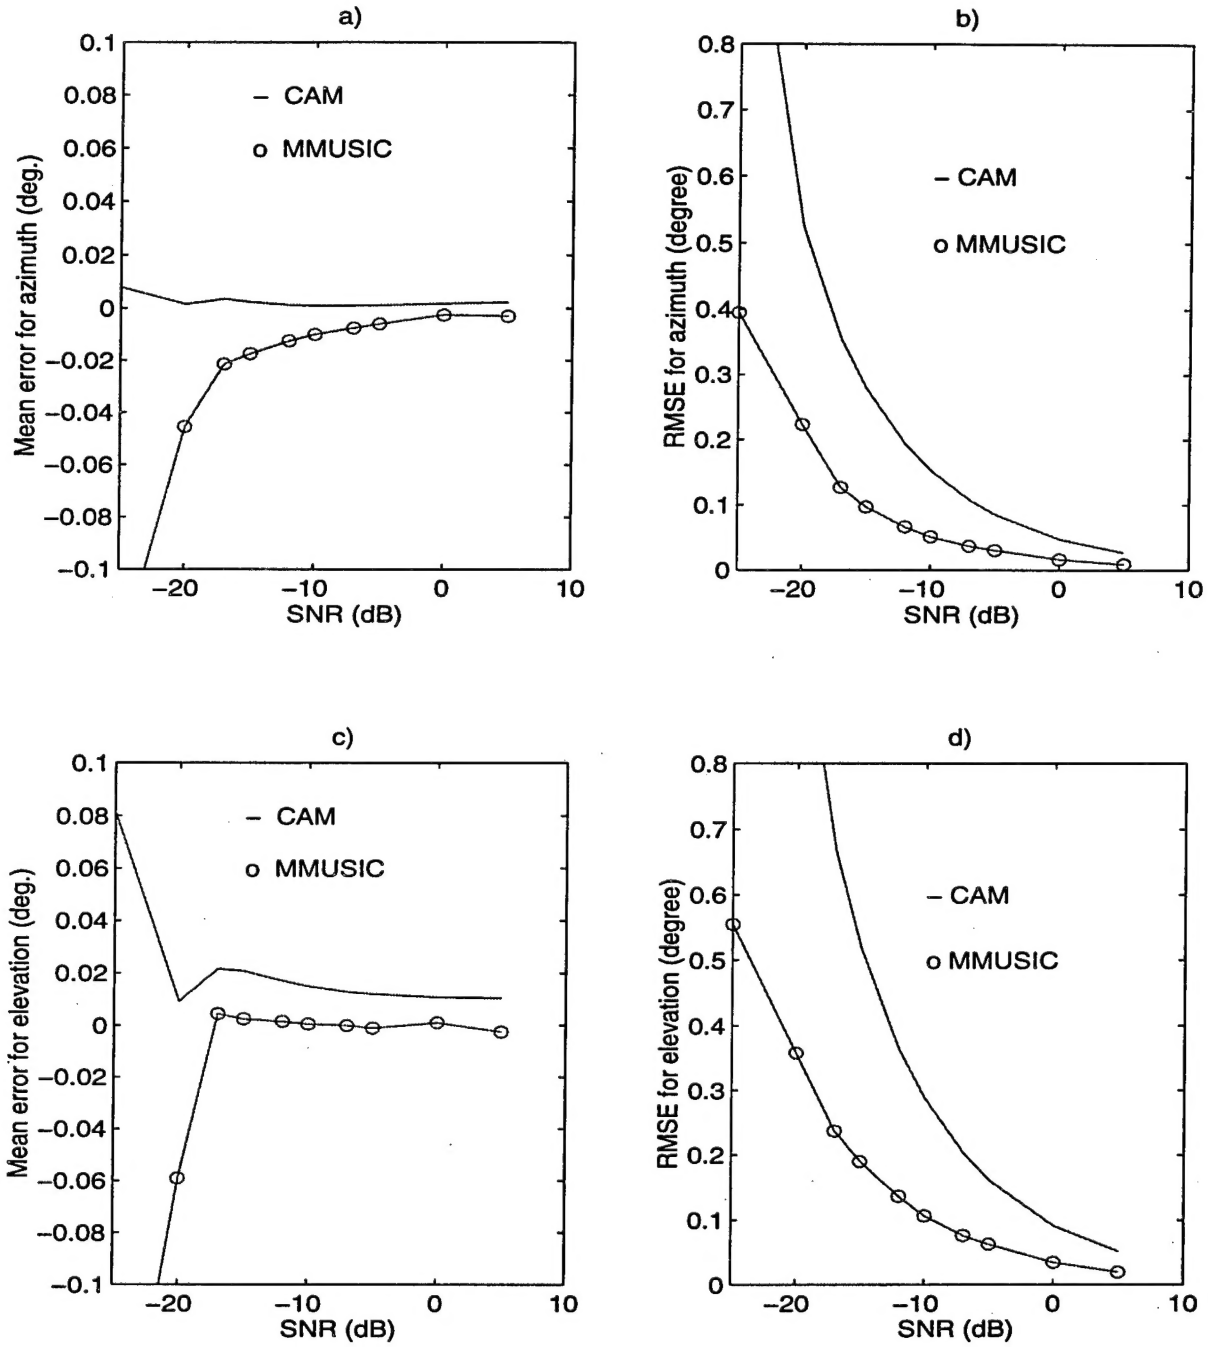 a)
0.1
0.08
0.06
0.04
0.02
0
−0.02
−0.04
−0.06
−0.08
−0.1
− CAM
o MMUSIC
Mean error for azimuth (deg.)
−20 −10 0 10
SNR (dB)
b)
0.8
0.7
0.6
0.5
0.4
0.3
0.2
0.1
0
− CAM
o MMUSIC
RMSE for azimuth (degree)
−20 −10 0 10
SNR (dB)
c)
0.1
0.08
0.06
0.04
0.02
0
−0.02
−0.04
−0.06
−0.08
−0.1
− CAM
o MMUSIC
Mean error for elevation (deg.)
−20 −10 0 10
SNR (dB)
d)
0.8
0.7
0.6
0.5
0.4
0.3
0.2
0.1
0
− CAM
o MMUSIC
RMSE for elevation (degree)
−20 −10 0 10
SNR (dB)